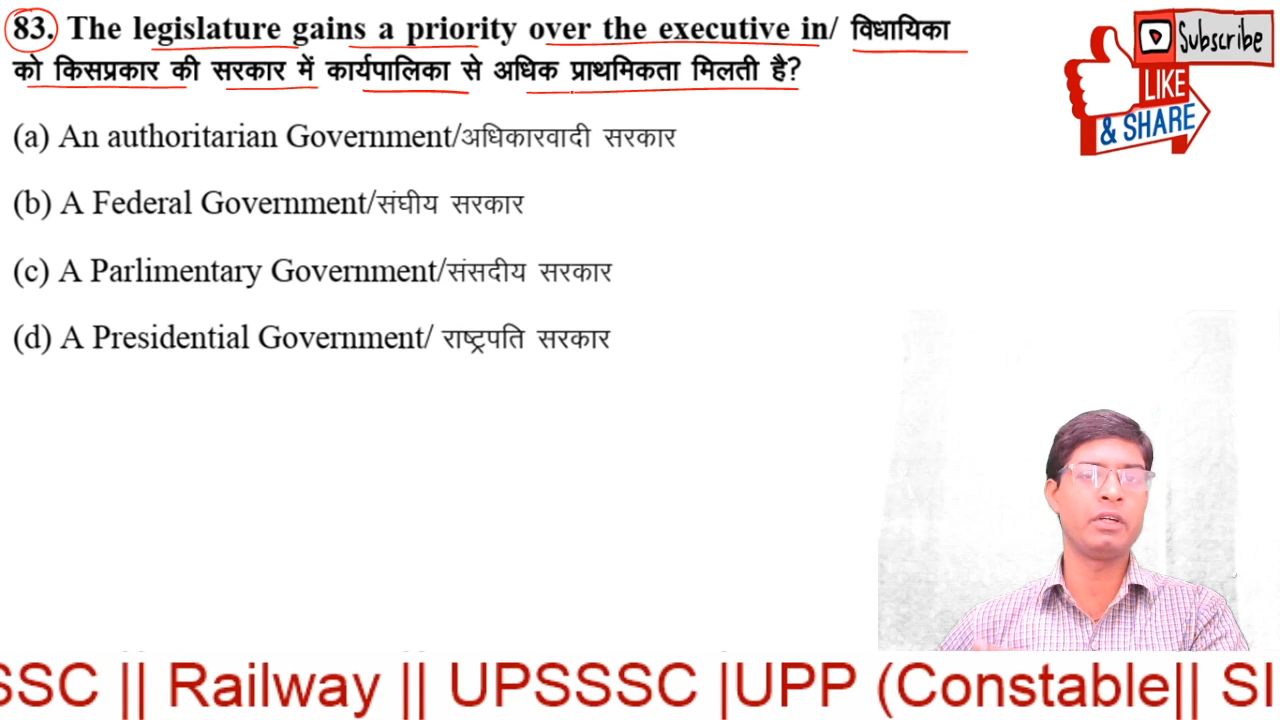 83. The legislature gains a priority over the executive in/ विधायिका
को किसप्रकार की सरकार में कार्यपालिका से अधिक प्राथमिकता मिलती है?
(a) An authoritarian Government/अधिकारवादी सरकार
(b) A Federal Government/संघीय सरकार
(c) A Parlimentary Government/संसदीय सरकार
(d) A Presidential Government/ राष्ट्रपति सरकार
Subscribe
LIKE
& SHARE
SSC || Railway || UPSSSC |UPP (Constable|| SI